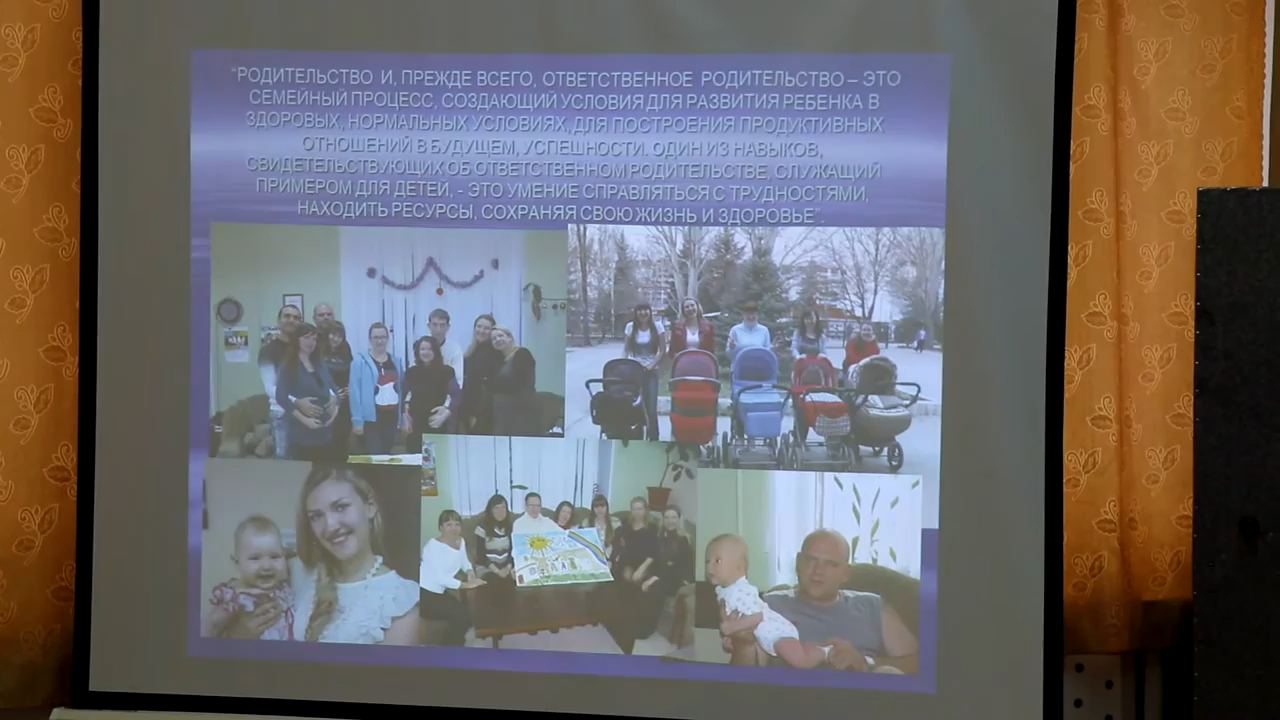 “РОДИТЕЛЬСТВО И, ПРЕЖДЕ ВСЕГО, ОТВЕТСТВЕННОЕ РОДИТЕЛЬСТВО – ЭТО
СЕМЕЙНЫЙ ПРОЦЕСС, СОЗДАЮЩИЙ УСЛОВИЯ ДЛЯ РАЗВИТИЯ РЕБЕНКА В
ЗДОРОВЫХ, НОРМАЛЬНЫХ УСЛОВИЯХ, ДЛЯ ПОСТРОЕНИЯ ПРОДУКТИВНЫХ
ОТНОШЕНИЙ В БУДУЩЕМ, УСПЕШНОСТИ. ОДИН ИЗ НАВЫКОВ,
СВИДЕТЕЛЬСТВУЮЩИХ ОБ ОТВЕТСТВЕННОМ РОДИТЕЛЬСТВЕ, СЛУЖАЩИЙ
ПРИМЕРОМ ДЛЯ ДЕТЕЙ, - ЭТО УМЕНИЕ СПРАВЛЯТЬСЯ С ТРУДНОСТЯМИ,
НАХОДИТЬ РЕСУРСЫ, СОХРАНЯЯ СВОЮ ЖИЗНЬ И ЗДОРОВЬЕ”.